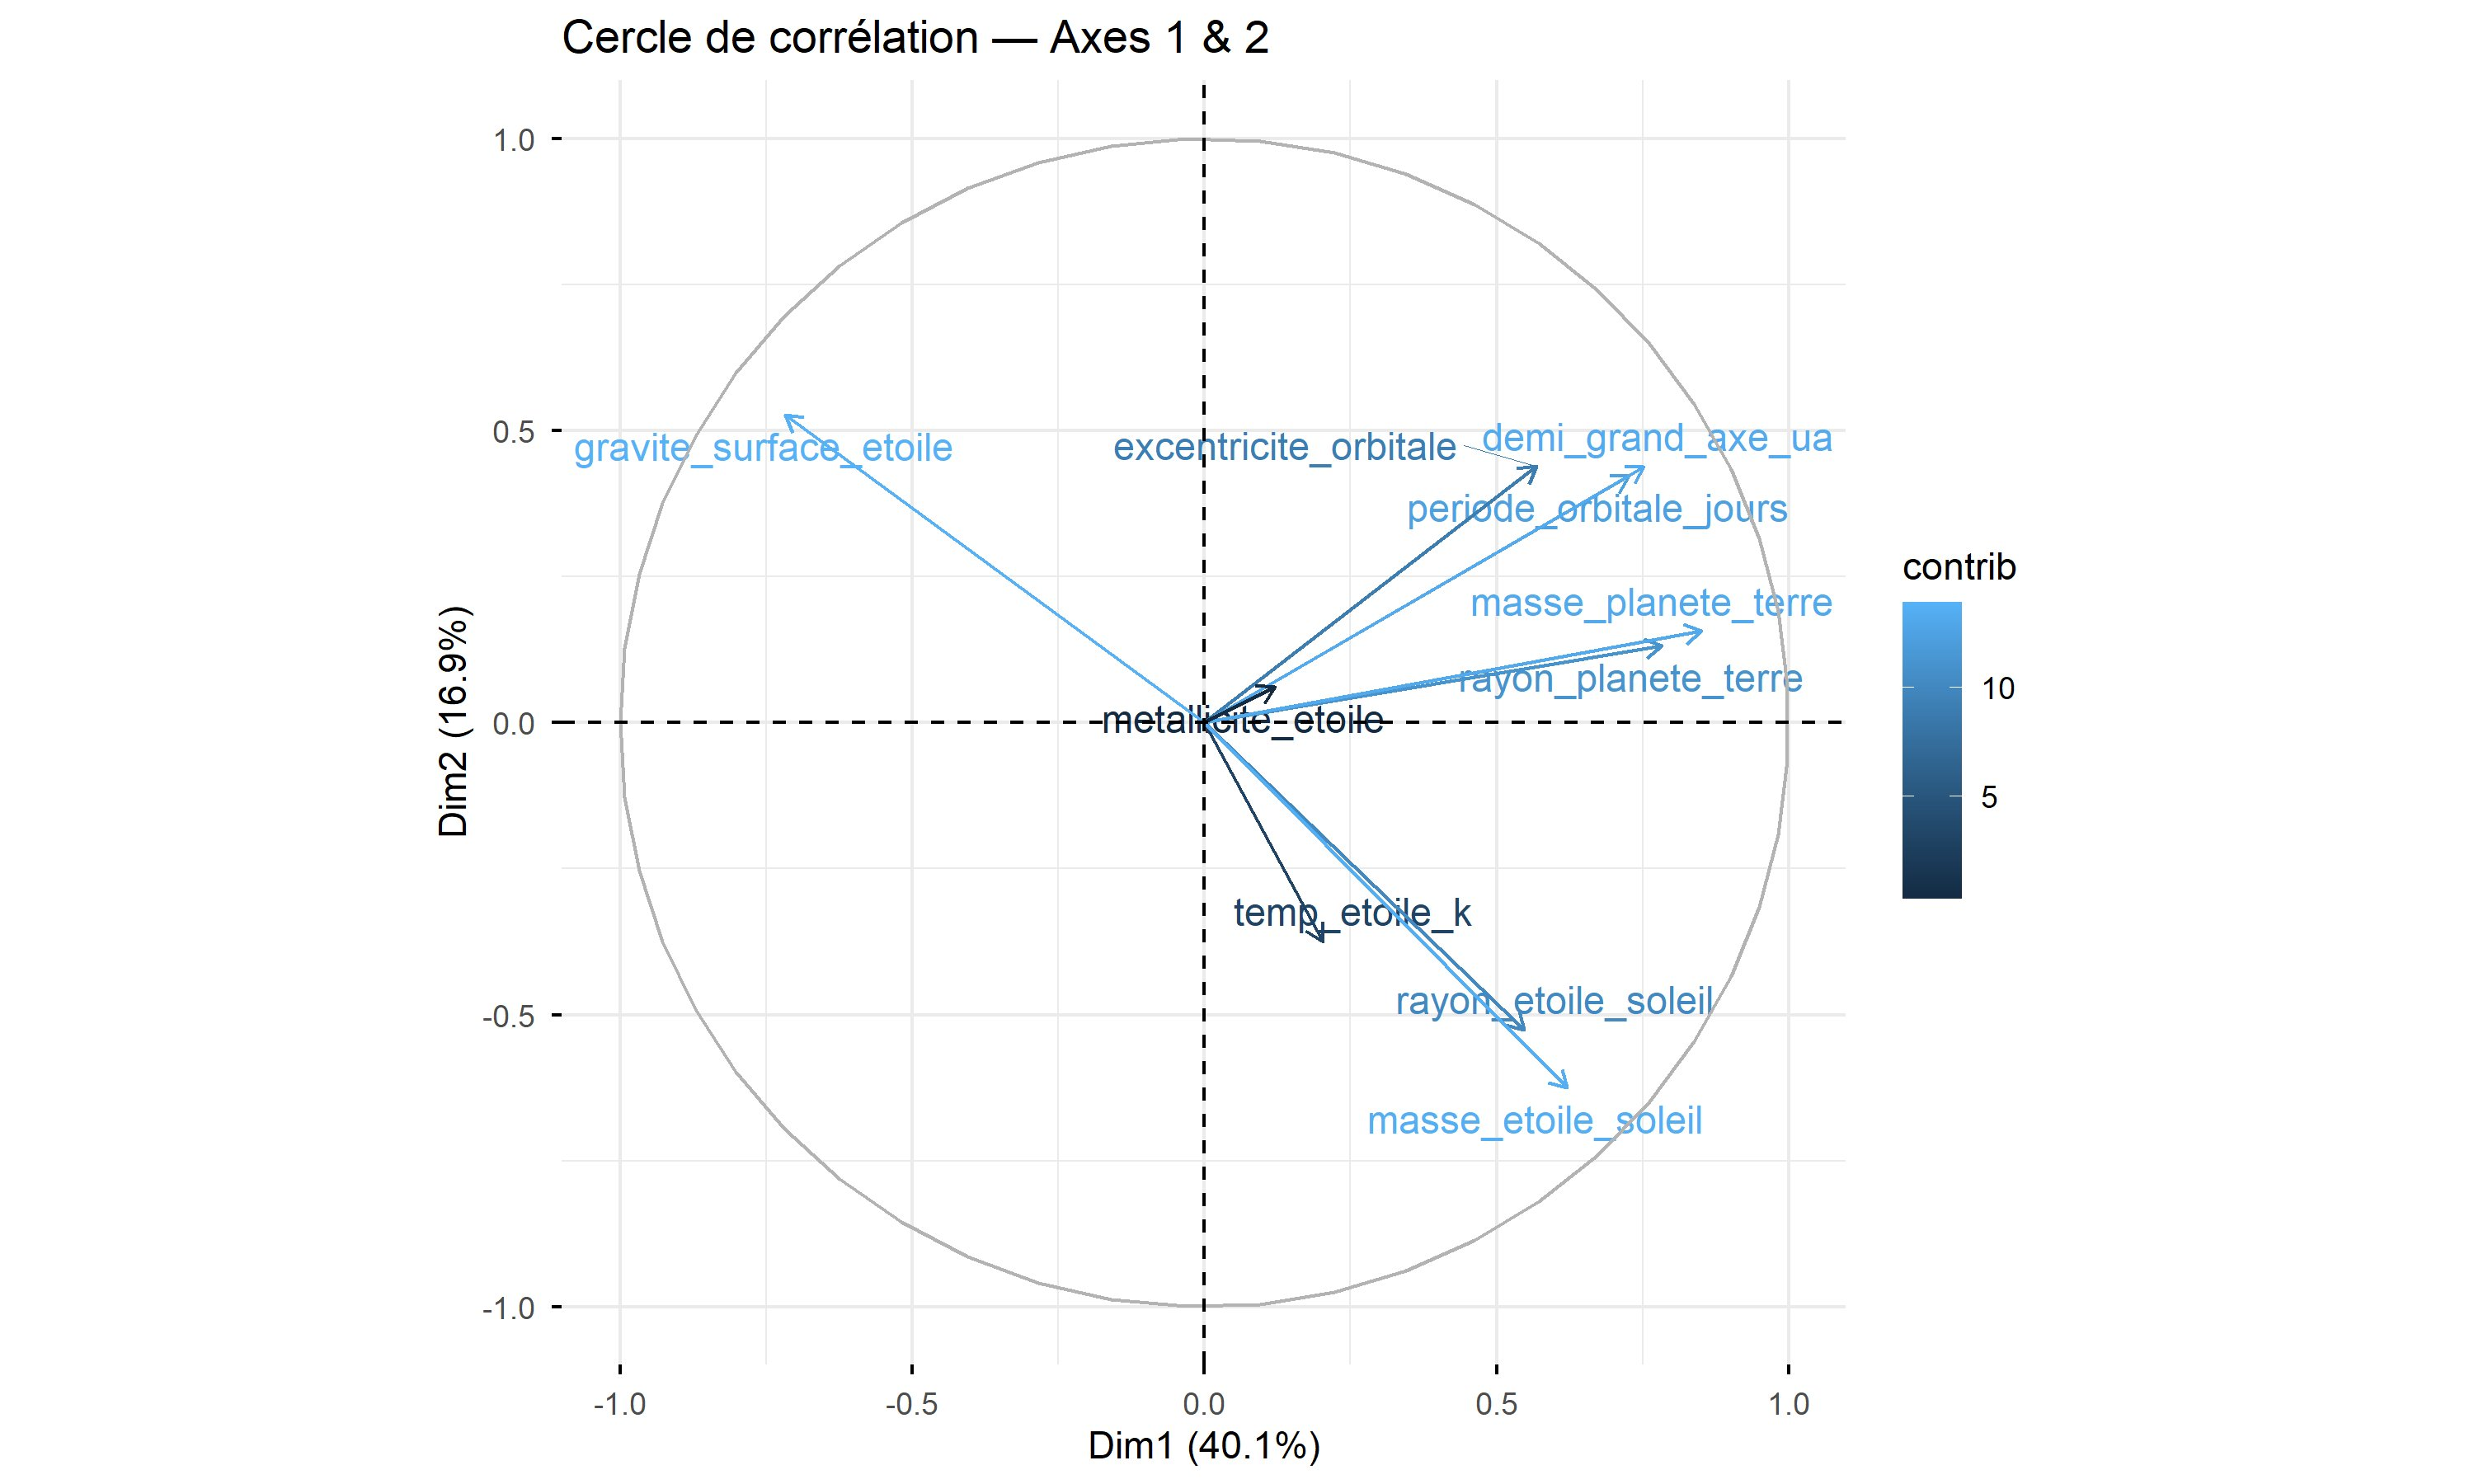 Cercle de corrélation — Axes 1 & 2
1.0
0.5
0.0
-0.5
-1.0
Dim2 (16.9%)
gravite_surface_etoile
excentricite_orbitale
demi_grand_axe_ua
periode_orbitale_jours
masse_planete_terre
rayon_planete_terre
metallicite_etoile
temp_etoile_k
rayon_etoile_soleil
masse_etoile_soleil
-1.0
-0.5
0.0
0.5
1.0
Dim1 (40.1%)
contrib
10
5